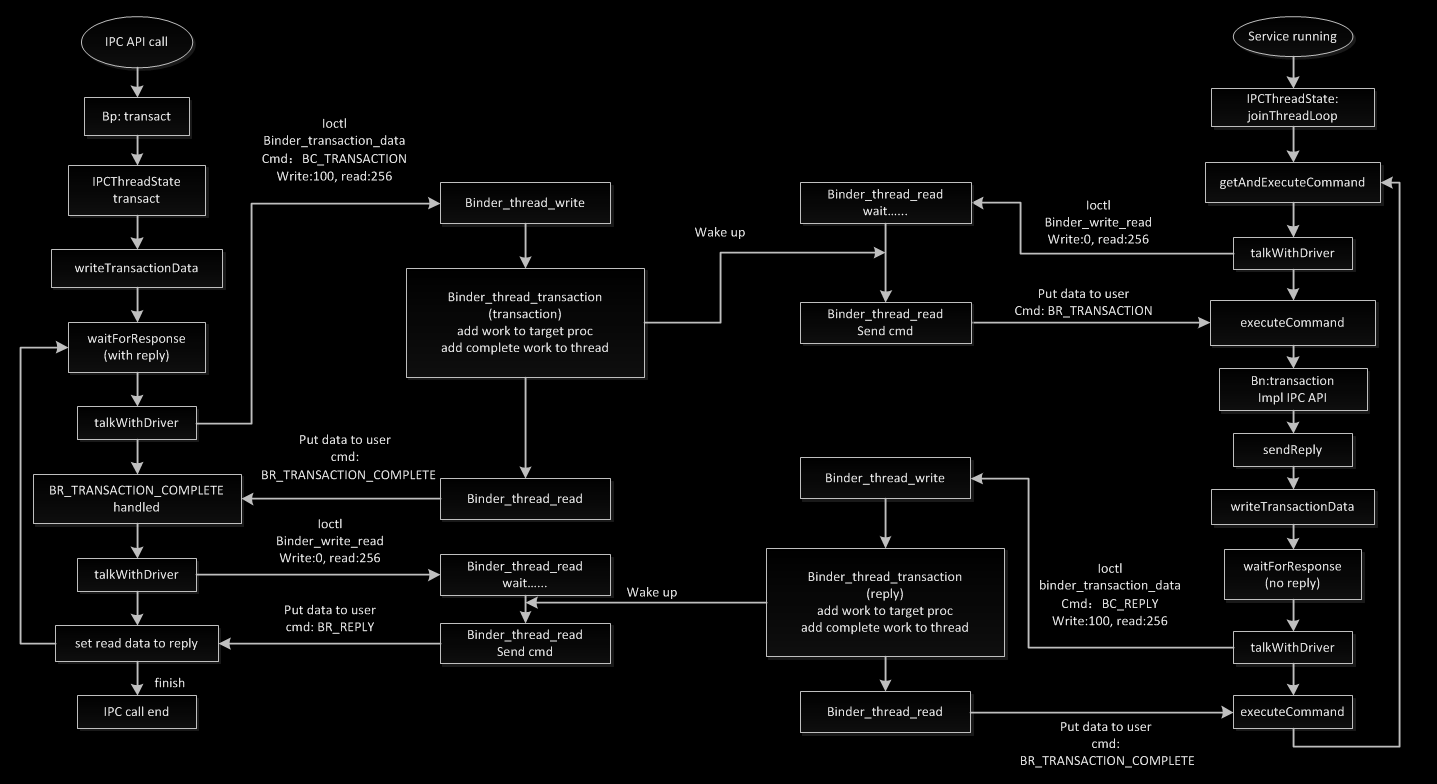 IPC API call
Bp: transact
IPCThreadState
transact
writeTransactionData
waitForResponse
(with reply)
talkWithDriver
BR_TRANSACTION_COMPLETE
handled
talkWithDriver
set read data to reply
finish
IPC call end
Ioctl
Binder_transaction_data
Cmd: BC_TRANSACTION
Write:100, read:256
Put data to user
cmd:
BR_TRANSACTION_COMPLETE
Ioctl
Binder_write_read
Write:0, read:256
Put data to user
cmd: BR_REPLY
Binder_thread_write
Binder_thread_transaction
(transaction)
add work to target proc
add complete work to thread
Binder_thread_read
Binder_thread_read
wait......
Binder_thread_read
Send cmd
Wake up
Wake up
Binder_thread_read
wait......
Binder_thread_read
Send cmd
Binder_thread_write
Binder_thread_transaction
(reply)
add work to target proc
add complete work to thread
Binder_thread_read
Ioctl
Binder_write_read
Write:0, read:256
Put data to user
Cmd: BR_TRANSACTION
Ioctl
binder_transaction_data
Cmd: BC_REPLY
Write:100, read:256
Put data to user
cmd:
BR_TRANSACTION_COMPLETE
Service running
IPCThreadState:
joinThreadLoop
getAndExecuteCommand
talkWithDriver
executeCommand
Bn:transaction
Impl IPC API
sendReply
writeTransactionData
waitForResponse
(no reply)
talkWithDriver
executeCommand